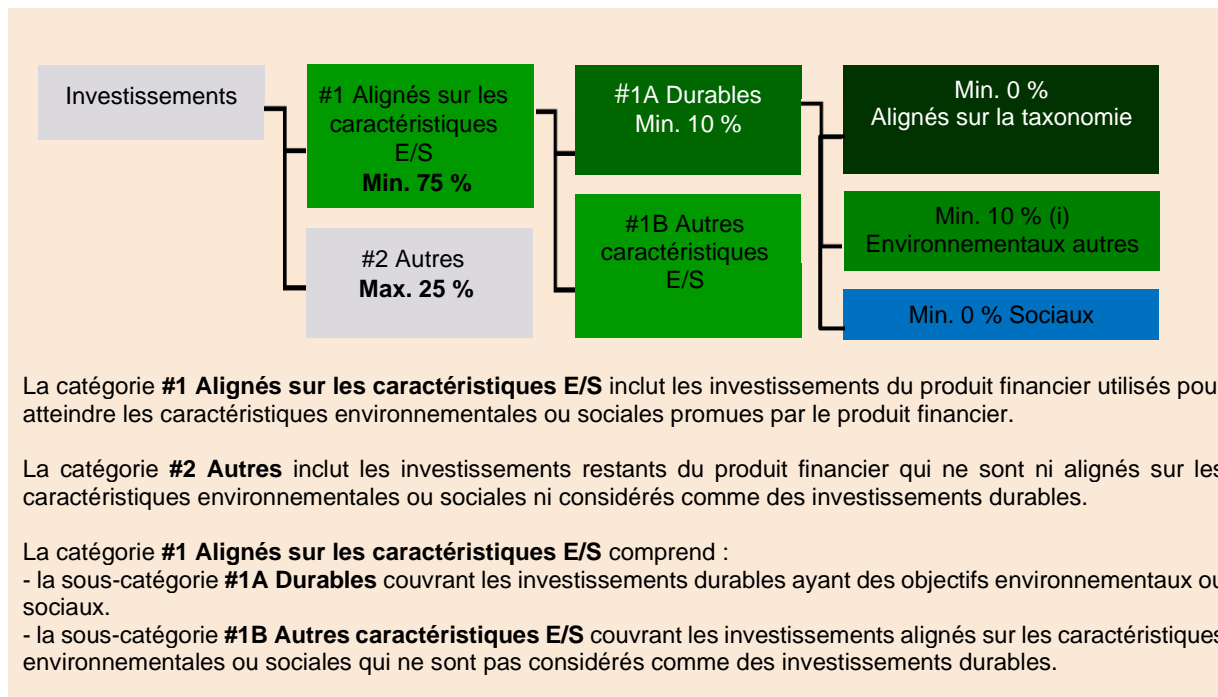 Investissements
#1 Alignés sur les
caractéristiques
E/S
Min. 75 %
#2 Autres
Max. 25 %
#1A Durables
Min. 10 %
#1B Autres
caractéristiques
E/S
Min. 0 %
Alignés sur la taxonomie
Min. 10 % (i)
Environnementaux autres
Min. 0 % Sociaux
La catégorie #1 Alignés sur les caractéristiques E/S inclut les investissements du produit financier utilisés pou
atteindre les caractéristiques environnementales ou sociales promues par le produit financier.
La catégorie #2 Autres inclut les investissements restants du produit financier qui ne sont ni alignés sur les
caractéristiques environnementales ou sociales ni considérés comme des investissements durables.
La catégorie #1 Alignés sur les caractéristiques E/S comprend :
- la sous-catégorie #1A Durables couvrant les investissements durables ayant des objectifs environnementaux ou
sociaux.
- la sous-catégorie #1B Autres caractéristiques E/S couvrant les investissements alignés sur les caractéristiques
environnementales ou sociales qui ne sont pas considérés comme des investissements durables.